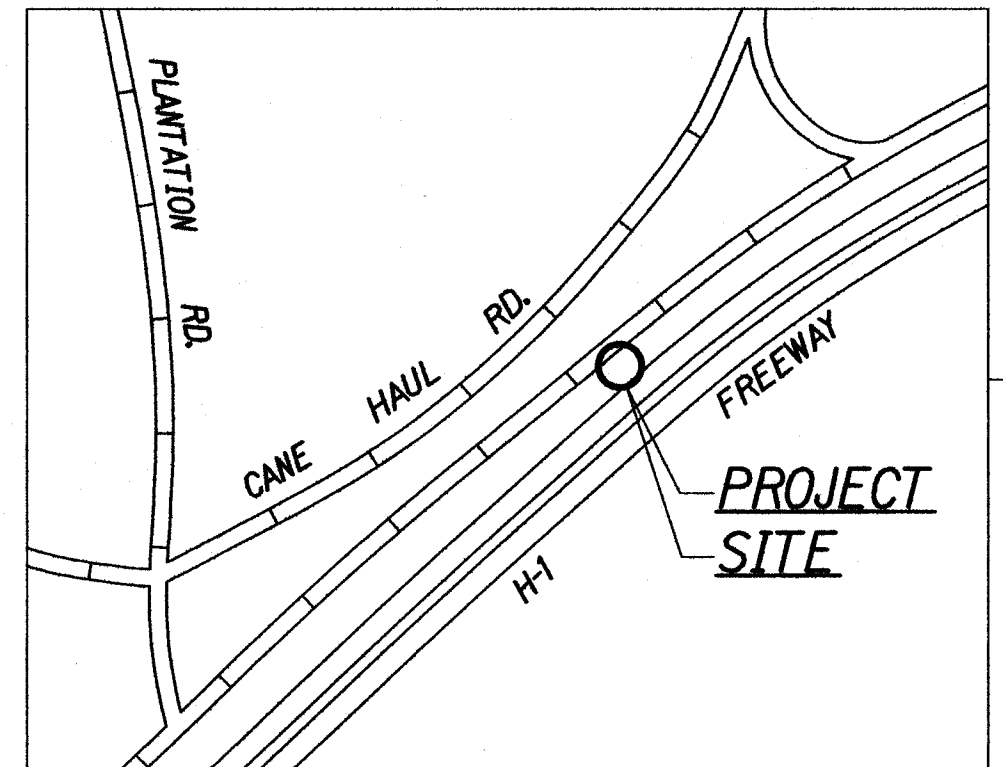 PLANTATION RD.
CANE HAUL RD.
H-1 FREEWAY
PROJECT
SITE